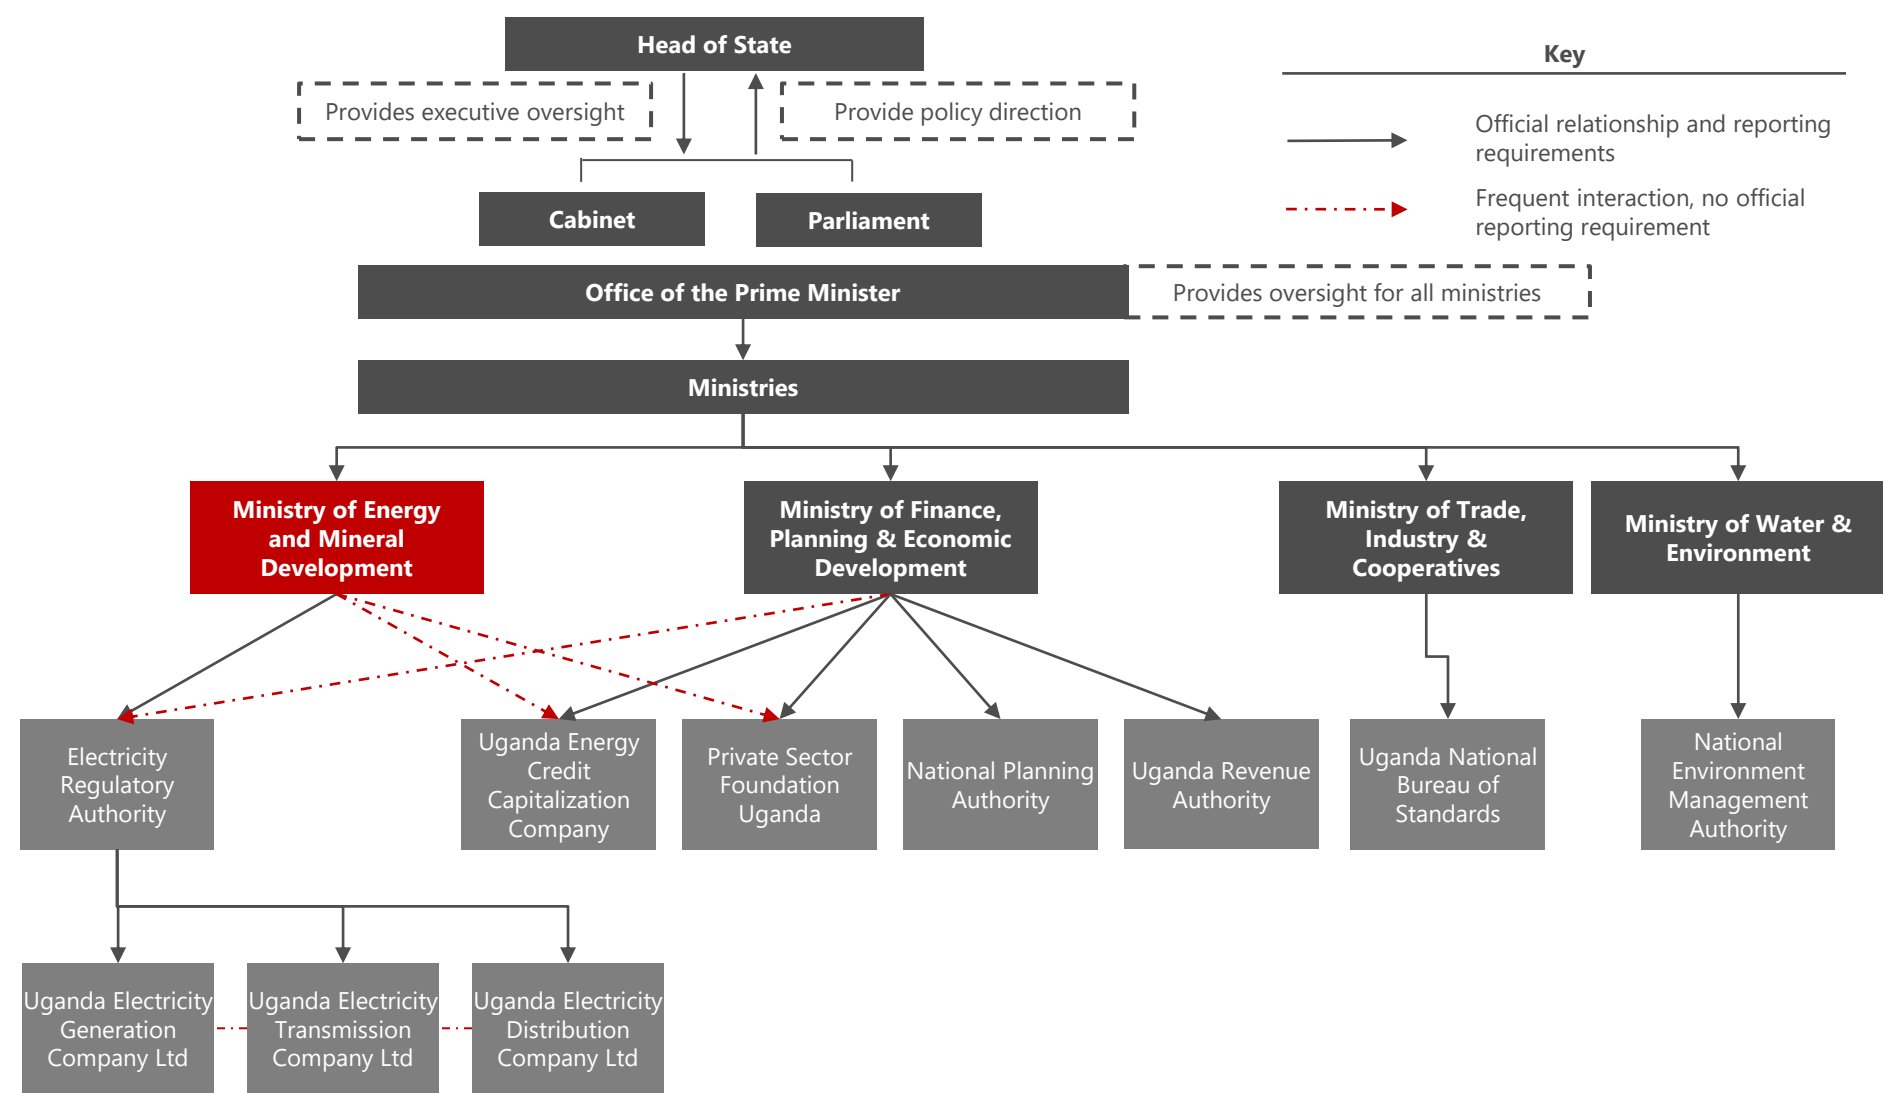 Head of State
Key
Provides executive oversight
Provide policy direction
Official relationship and reporting
requirements
Frequent interaction, no official
reporting requirement
Cabinet
Parliament
Office of the Prime Minister
Provides oversight for all ministries
Ministries
Ministry of Energy
and Mineral
Development
Ministry of Finance,
Planning & Economic
Development
Ministry of Trade,
Industry &
Cooperatives
Ministry of Water &
Environment
Electricity
Regulatory
Authority
Uganda Energy
Credit
Capitalization
Company
Private Sector
Foundation
Uganda
National Planning
Authority
Uganda Revenue
Authority
Uganda National
Bureau of
Standards
National
Environment
Management
Authority
Uganda Electricity
Generation
Company Ltd
Uganda Electricity
Transmission
Company Ltd
Uganda Electricity
Distribution
Company Ltd